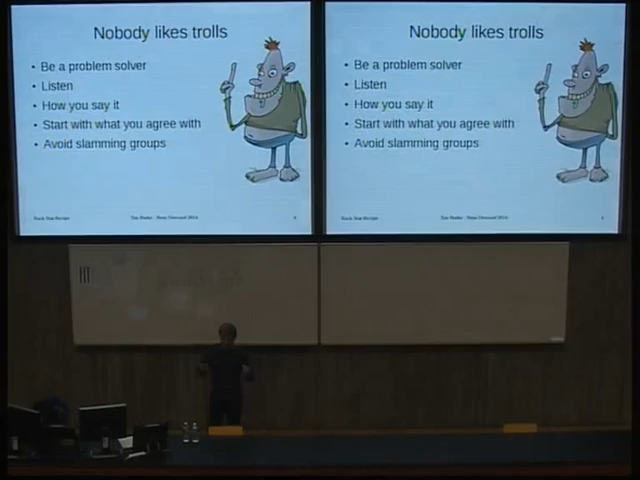 Nobody likes trolls
• Be a problem solver
• Listen
• How you say it
• Start with what you agree with
• Avoid slamming groups
Nobody likes trolls
• Be a problem solver
• Listen
• How you say it
• Start with what you agree with
• Avoid slamming groups